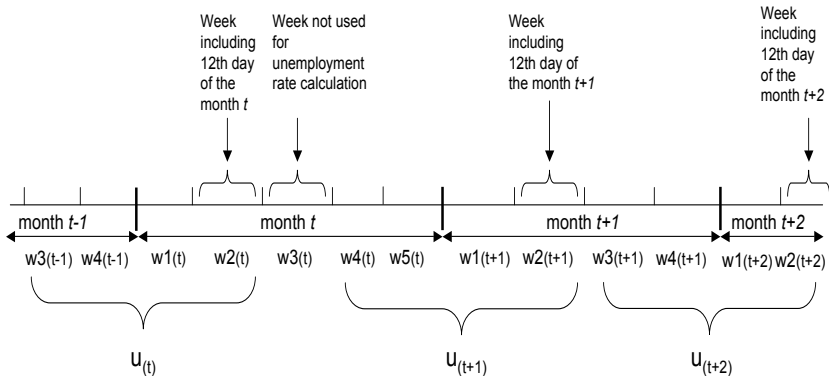 Week
including
12th day
of the
month t
Week not used
for
unemployment
rate calculation
Week
including
12th day of
the month t+1
Week
including
12th day
of the
month t+2
month t-1
month t
month t+1
month t+2
w3(t-1) w4(t-1) w1(t) w2(t) w3(t) w4(t) w5(t) w1(t+1) w2(t+1) w3(t+1) w4(t+1) w1(t+2) w2(t+2)
u(t)
u(t+1)
u(t+2)